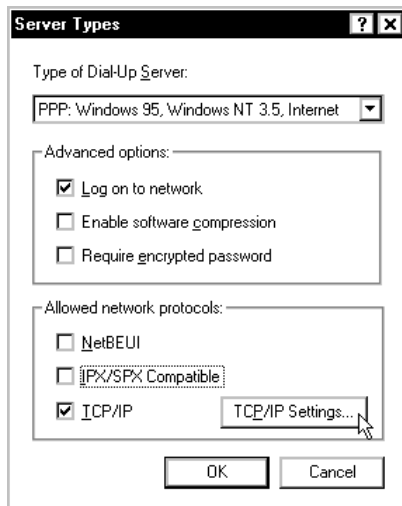 Server Types
Type of Dial-Up Server:
PPP: Windows 95, Windows NT 3.5, Internet
Advanced options:
Log on to network
Enable software compression
Require encrypted password
Allowed network protocols:
NetBEUI
IPX/SPX Compatible
TCP/IP TCP/IP Settings...
OK Cancel